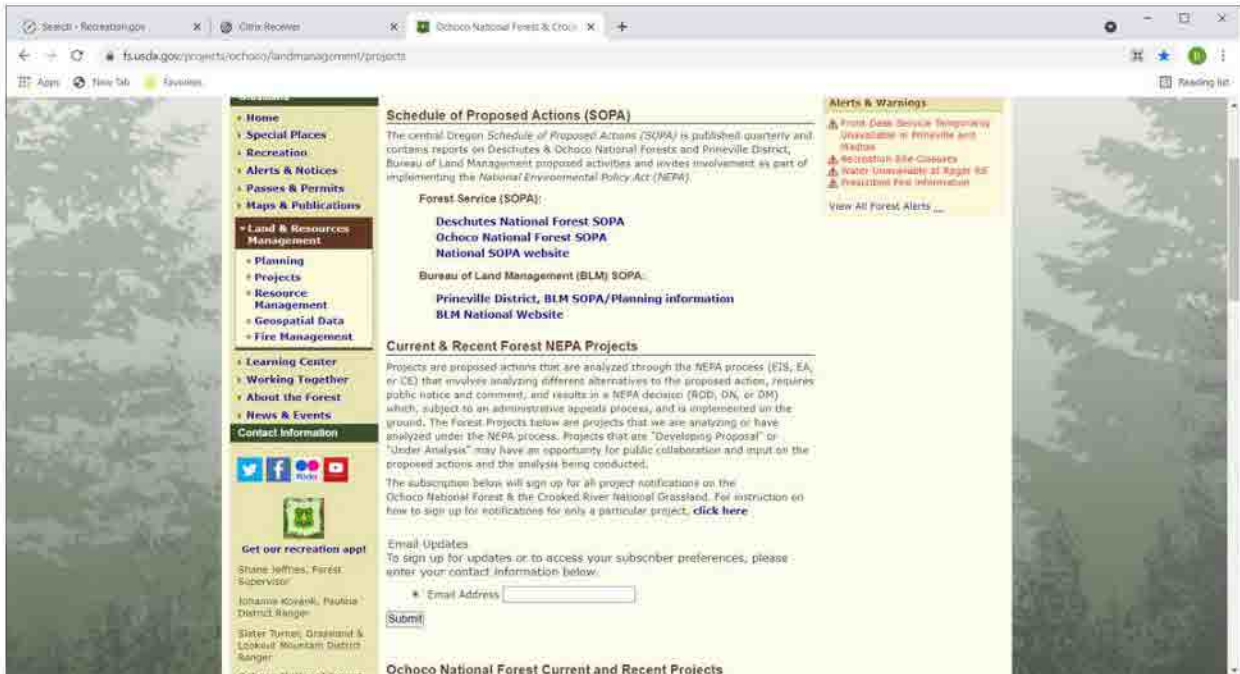 Search - Recreation.gov
Citrix Receiver
Ochoco National Forest & Croo
fs.usda.gov/projects/ochoco/landmanagement/projects
Apps
New Tab
Favorites
Reading list
Home
Special Places
Recreation
Alerts & Notices
Passes & Permits
Maps & Publications
Land & Resources
Management
Planning
Projects
Resource
Management
Geospatial Data
Fire Management
Learning Center
Working Together
About the Forest
News & Events
Contact Information
flickr
Get our recreation app!
Shane Jeffries, Forest
Supervisor
Johanna Kovarik, Paulina
District Ranger
Slater Turner, Grassland &
Lookout Mountain District
Ranger
Schedule of Proposed Actions (SOPA)
The central Oregon Schedule of Proposed Actions (SOPA) is published quarterly and
contains reports on Deschutes & Ochoco National Forests and Prineville District,
Bureau of Land Management proposed activities and invites involvement as part of
implementing the National Environmental Policy Act (NEPA).
Forest Service (SOPA):
Deschutes National Forest SOPA
Ochoco National Forest SOPA
National SOPA website
Bureau of Land Management (BLM) SOPA:
Prineville District, BLM SOPA/Planning information
BLM National Website
Current & Recent Forest NEPA Projects
Projects are proposed actions that are analyzed through the NEPA process (EIS, EA,
or CE) that involves analyzing different alternatives to the proposed action, requires
public notice and comment, and results in a NEPA decision (ROD, DN, or DM)
which, subject to an administrative appeals process, and is implemented on the
ground. The Forest Projects below are projects that we are analyzing or have
analyzed under the NEPA process. Projects that are "Developing Proposal" or
"Under Analysis" may have an opportunity for public collaboration and input on the
proposed actions and the analysis being conducted.
The subscription below will sign up for all project notifications on the
Ochoco National Forest & the Crooked River National Grassland. For instruction on
how to sign up for notifications for only a particular project, click here
Email Updates
To sign up for updates or to access your subscriber preferences, please
enter your contact information below.
* Email Address
Submit
Ochoco National Forest Current and Recent Projects
Alerts & Warnings
Front Desk Service Temporarily
Unavailable in Prineville and
Madras
Recreation Site Closures
Water Unavailable at Rager RS
Prescribed Fire Information
View All Forest Alerts ...